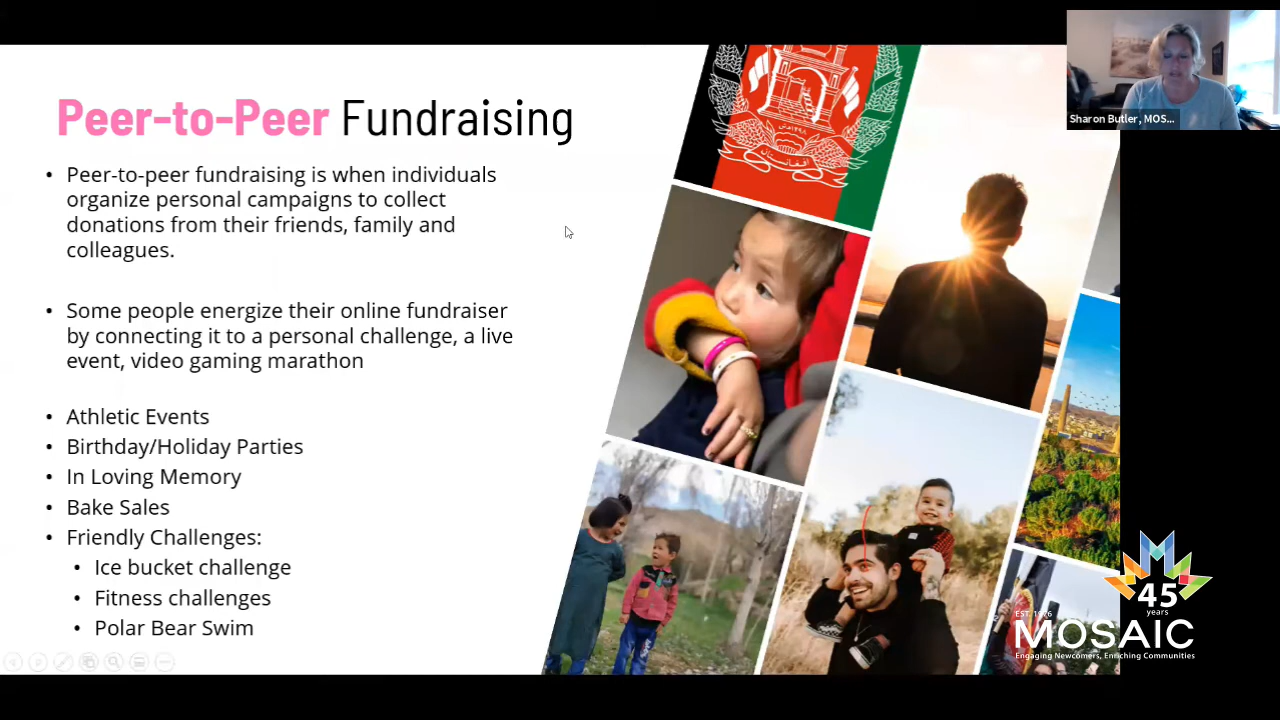 Peer-to-Peer Fundraising
• Peer-to-peer fundraising is when individuals
organize personal campaigns to collect
donations from their friends, family and
colleagues.
• Some people energize their online fundraiser
by connecting it to a personal challenge, a live
event, video gaming marathon
• Athletic Events
• Birthday/Holiday Parties
• In Loving Memory
• Bake Sales
• Friendly Challenges:
• Ice bucket challenge
• Fitness challenges
• Polar Bear Swim
افغانستان
Sharon Butler, MOS...
45
years
EST. 1976
MOSAIC
Engaging Newcomers, Enriching Communities